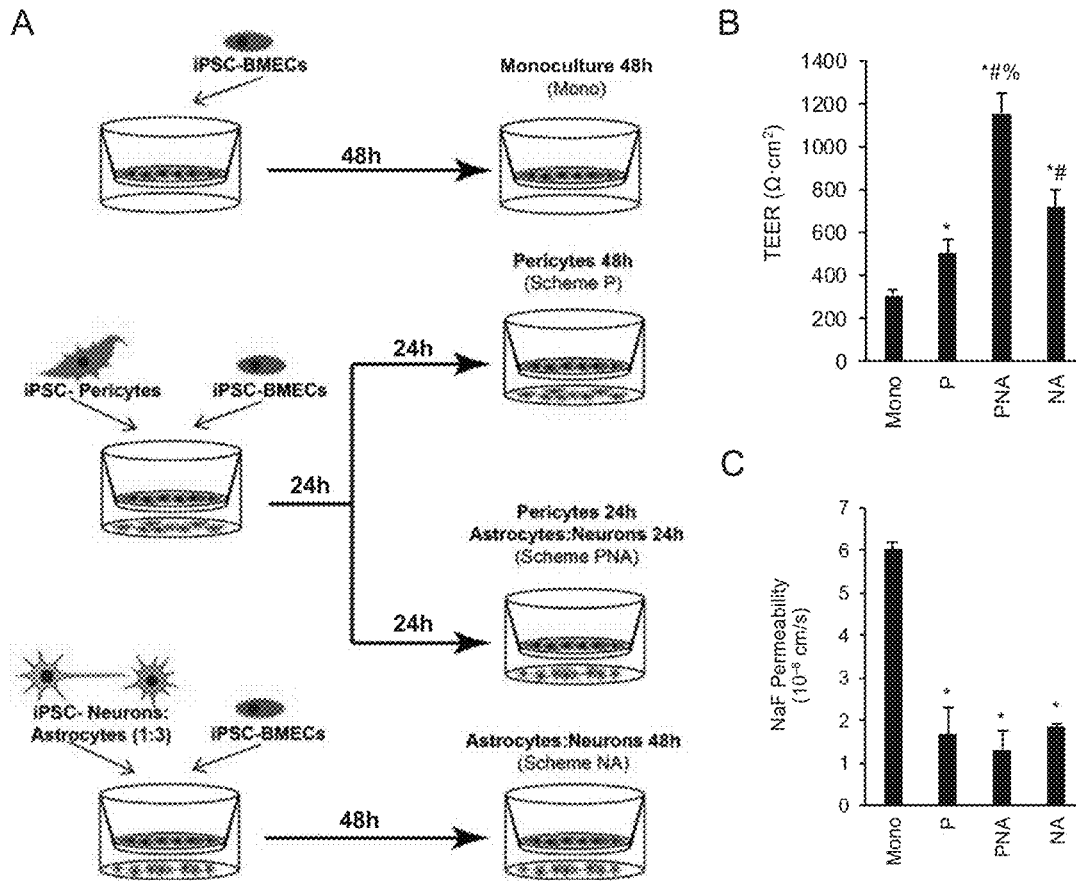 A
iPSC-BMECs
48h
Monoculture 48h
(Mono)
iPSC- Pericytes
iPSC-BMECs
24h
24h
Pericytes 48h
(Scheme P)
24h
Pericytes 24h
Astrocytes:Neurons 24h
(Scheme PNA)
iPSC- Neurons:
Astrocytes (1:3)
iPSC-BMECs
48h
Astrocytes:Neurons 48h
(Scheme NA)
B
TEER (Ω·cm²)
1400
1200
1000
800
600
400
200
0
*
*#%
*#
Mono
P
PNA
NA
C
NaF Permeability
(10⁻⁶ cm/s)
7
6
5
4
3
2
1
0
*
*
*
Mono
P
PNA
NA